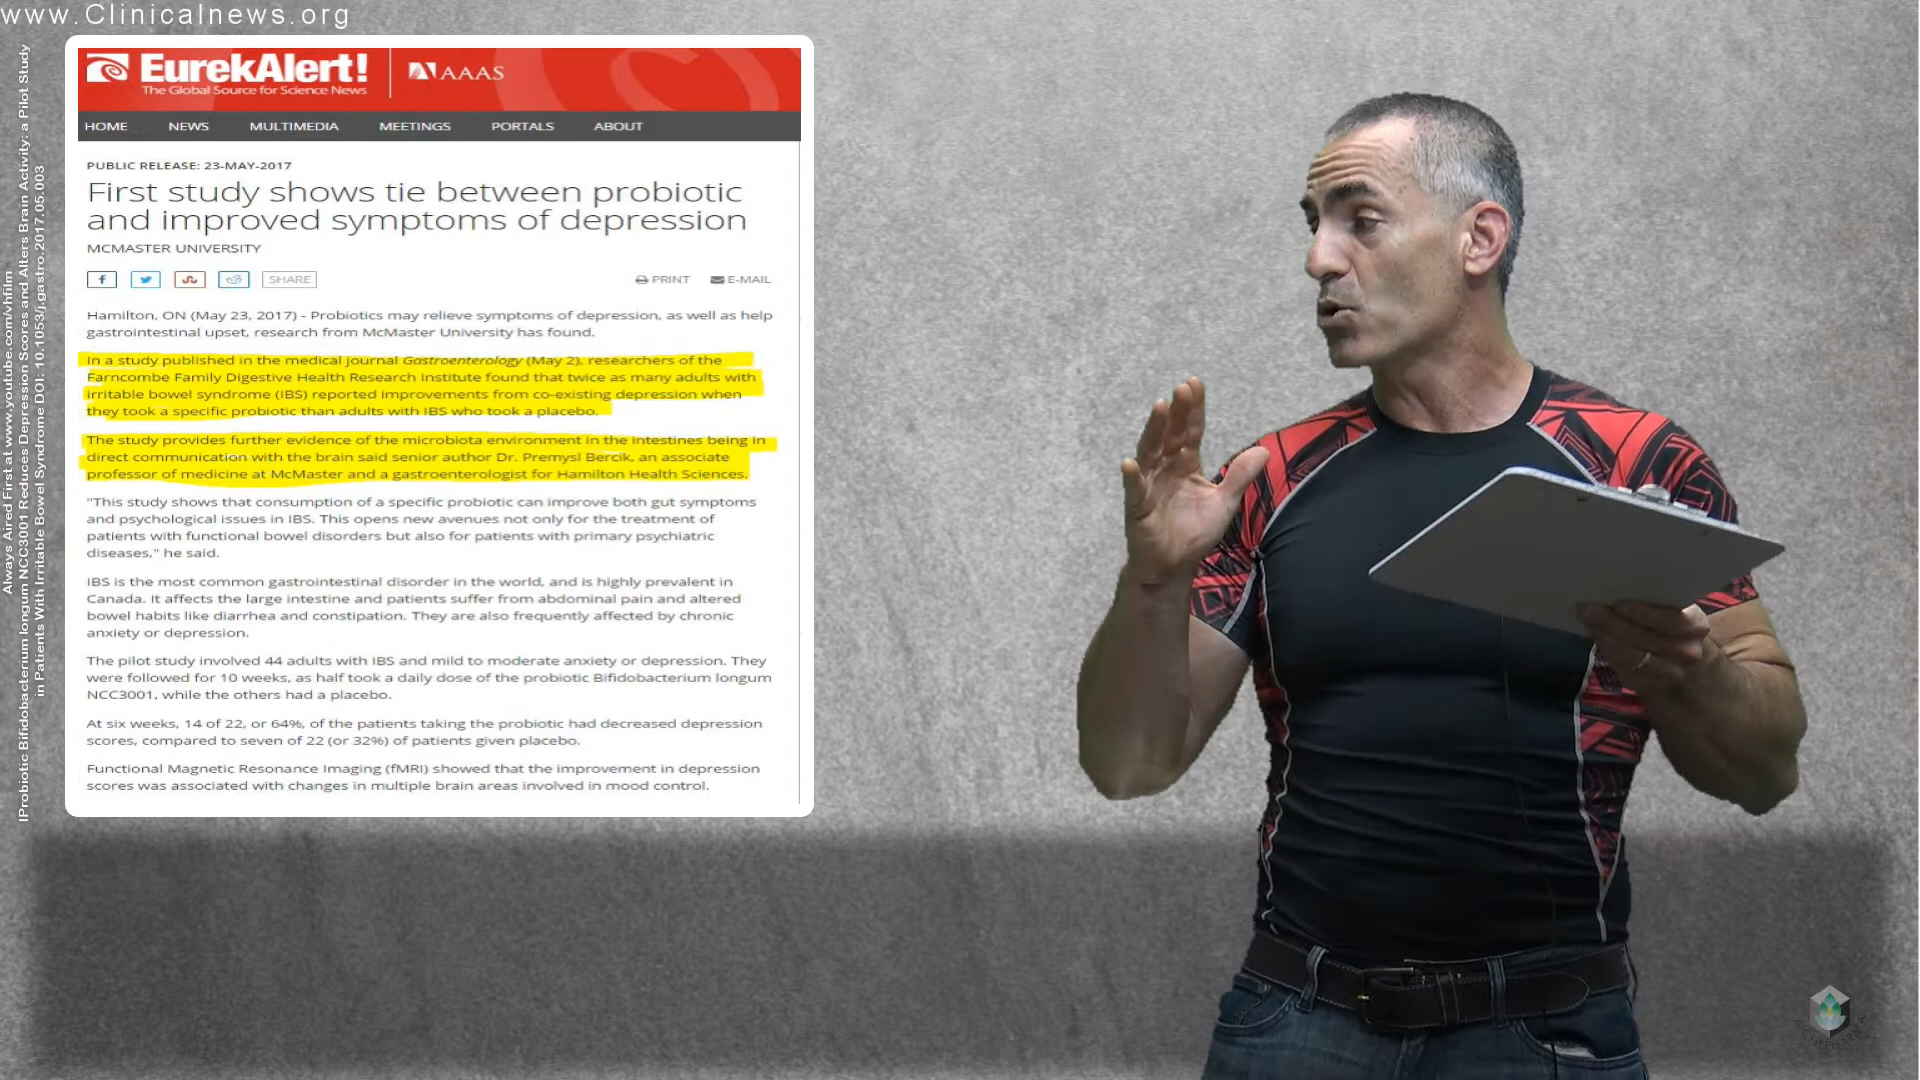 www.Clinicalnews.org
Always Aired First at www.youtube.com/vhfilm
lProbiotic Bifidobacterium longum NCC3001 Reduces Depression Scores and Alters Brain Activity: a Pilot Study
in Patients With Irritable Bowel Syndrome DOI: 10.1053/j.gastro.2017.05.003
EurekAlert!
The Global Source for Science News
AAAS
HOME NEWS MULTIMEDIA MEETINGS PORTALS ABOUT
PUBLIC RELEASE: 23-MAY-2017
First study shows tie between probiotic
and improved symptoms of depression
MCMASTER UNIVERSITY
f SHARE PRINT E-MAIL
Hamilton, ON (May 23, 2017) - Probiotics may relieve symptoms of depression, as well as help
gastrointestinal upset, research from McMaster University has found.
In a study published in the medical journal Gastroenterology (May 2), researchers of the
Farncombe Family Digestive Health Research Institute found that twice as many adults with
irritable bowel syndrome (IBS) reported improvements from co-existing depression when
they took a specific probiotic than adults with IBS who took a placebo.
The study provides further evidence of the microbiota environment in the intestines being in
direct communication with the brain said senior author Dr. Premysl Bercik, an associate
professor of medicine at McMaster and a gastroenterologist for Hamilton Health Sciences.
"This study shows that consumption of a specific probiotic can improve both gut symptoms
and psychological issues in IBS. This opens new avenues not only for the treatment of
patients with functional bowel disorders but also for patients with primary psychiatric
diseases," he said.
IBS is the most common gastrointestinal disorder in the world, and is highly prevalent in
Canada. It affects the large intestine and patients suffer from abdominal pain and altered
bowel habits like diarrhea and constipation. They are also frequently affected by chronic
anxiety or depression.
The pilot study involved 44 adults with IBS and mild to moderate anxiety or depression. They
were followed for 10 weeks, as half took a daily dose of the probiotic Bifidobacterium longum
NCC3001, while the others had a placebo.
At six weeks, 14 of 22, or 64%, of the patients taking the probiotic had decreased depression
scores, compared to seven of 22 (or 32%) of patients given placebo.
Functional Magnetic Resonance Imaging (fMRI) showed that the improvement in depression
scores was associated with changes in multiple brain areas involved in mood control.